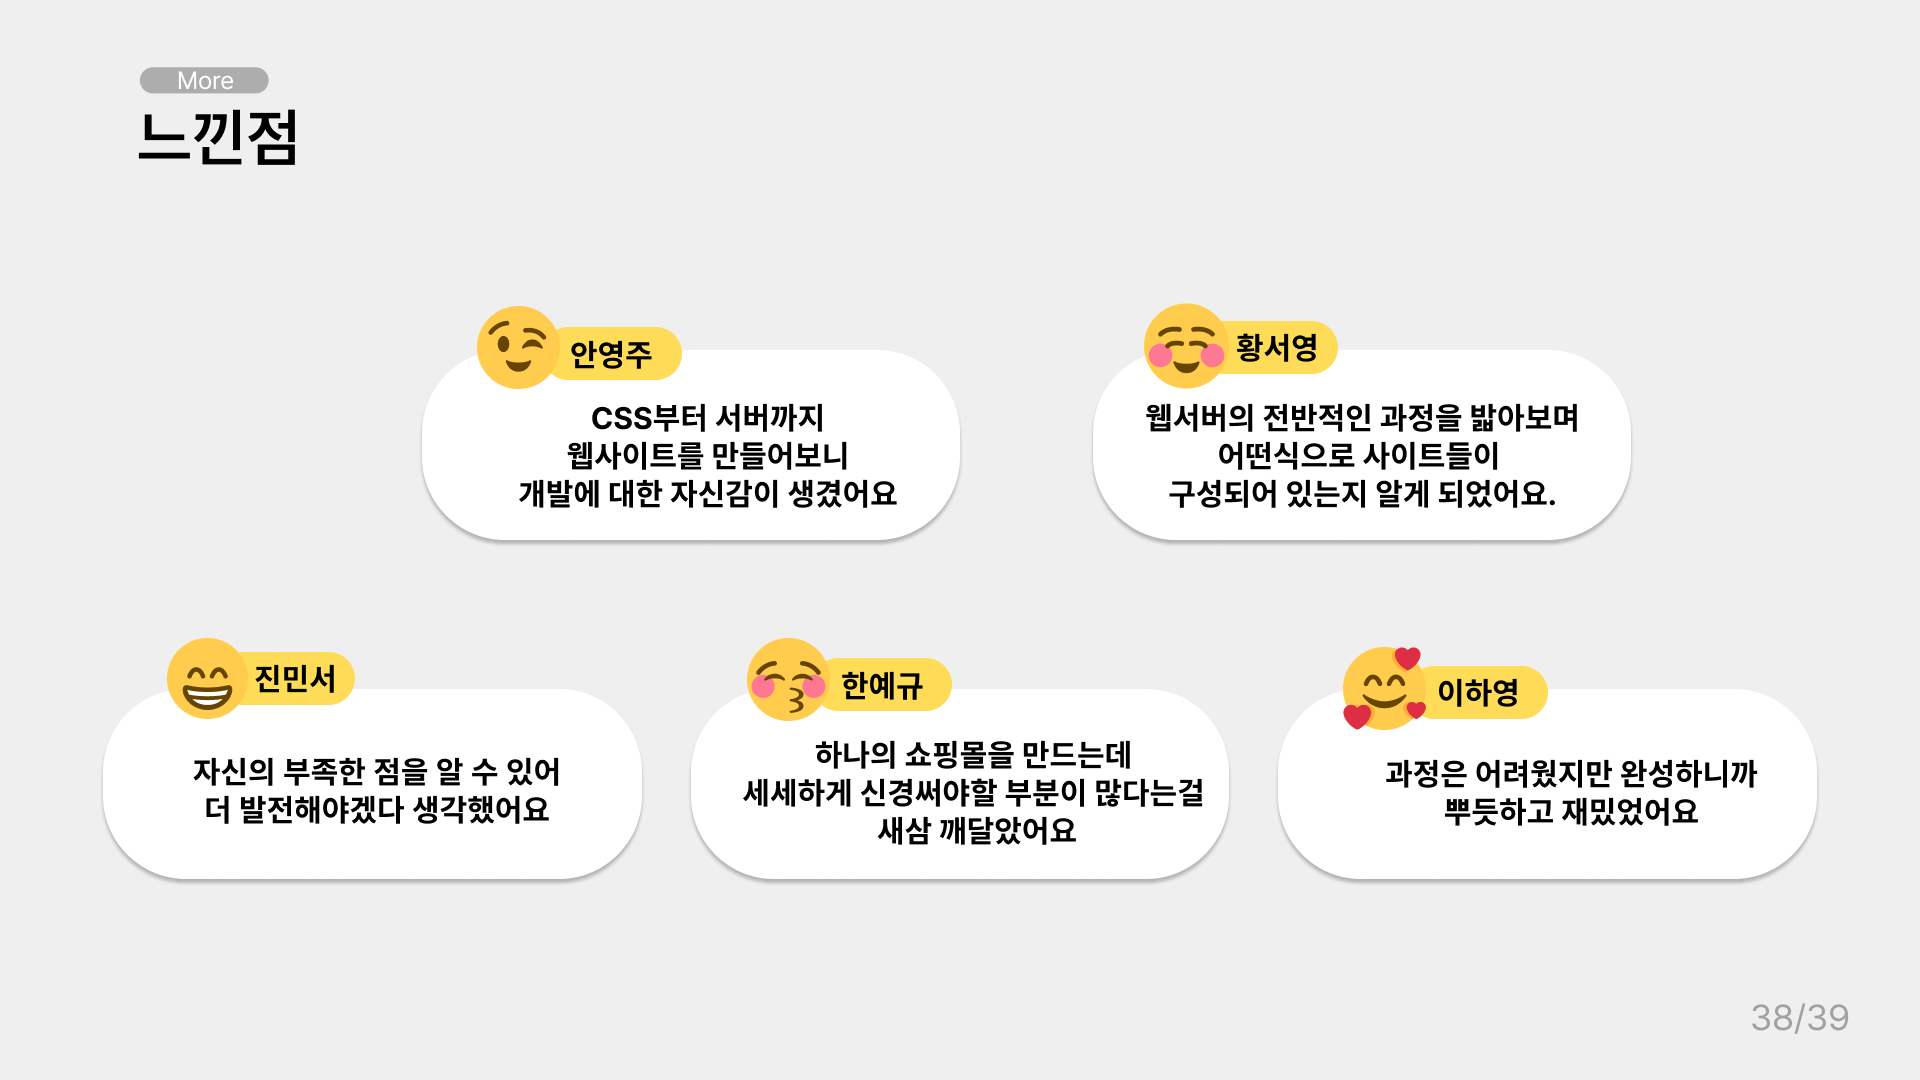 More
느낀점
안영주
CSS부터 서버까지
웹사이트를 만들어보니
개발에 대한 자신감이 생겼어요
황서영
웹서버의 전반적인 과정을 밟아보며
어떤식으로 사이트들이
구성되어 있는지 알게 되었어요.
진민서
자신의 부족한 점을 알 수 있어
더 발전해야겠다 생각했어요
한예규
하나의 쇼핑몰을 만드는데
세세하게 신경써야할 부분이 많다는걸
새삼 깨달았어요
이하영
과정은 어려웠지만 완성하니까
뿌듯하고 재밌었어요
38/39